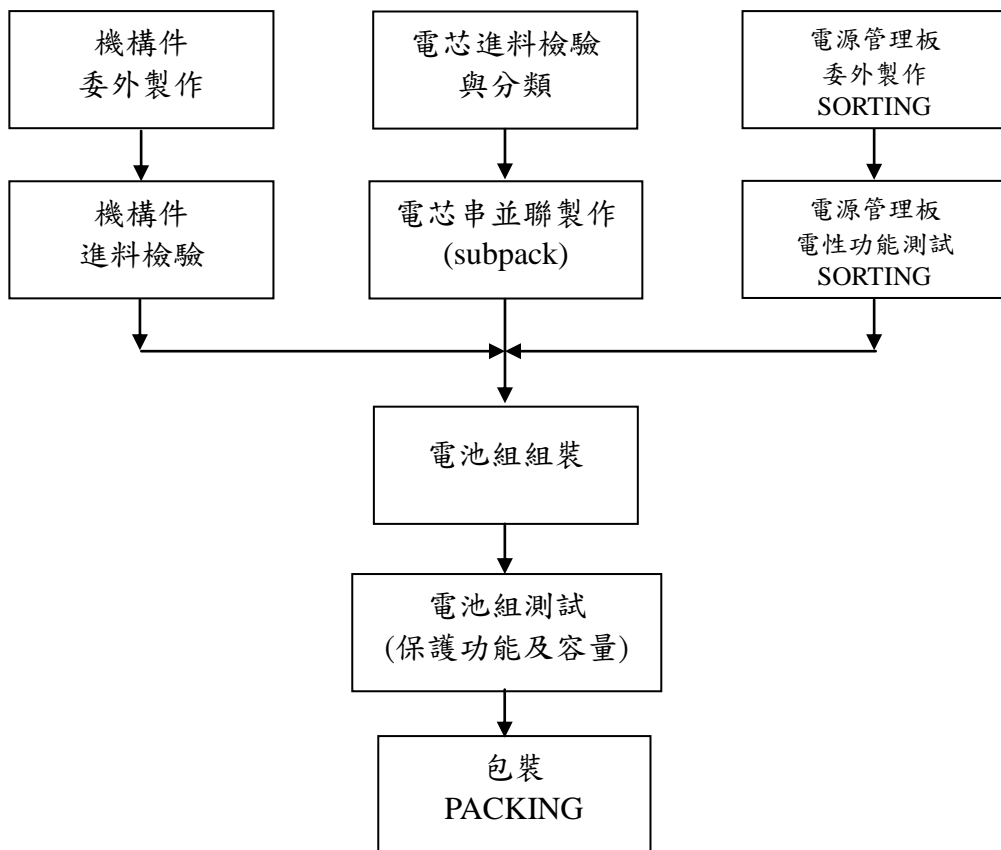 機構件
委外製作
電芯進料檢驗
與分類
電源管理板
委外製作
SORTING
機構件
進料檢驗
電芯串並聯製作
(subpack)
電源管理板
電性功能測試
SORTING
電池組組裝
電池組測試
(保護功能及容量)
包裝
PACKING